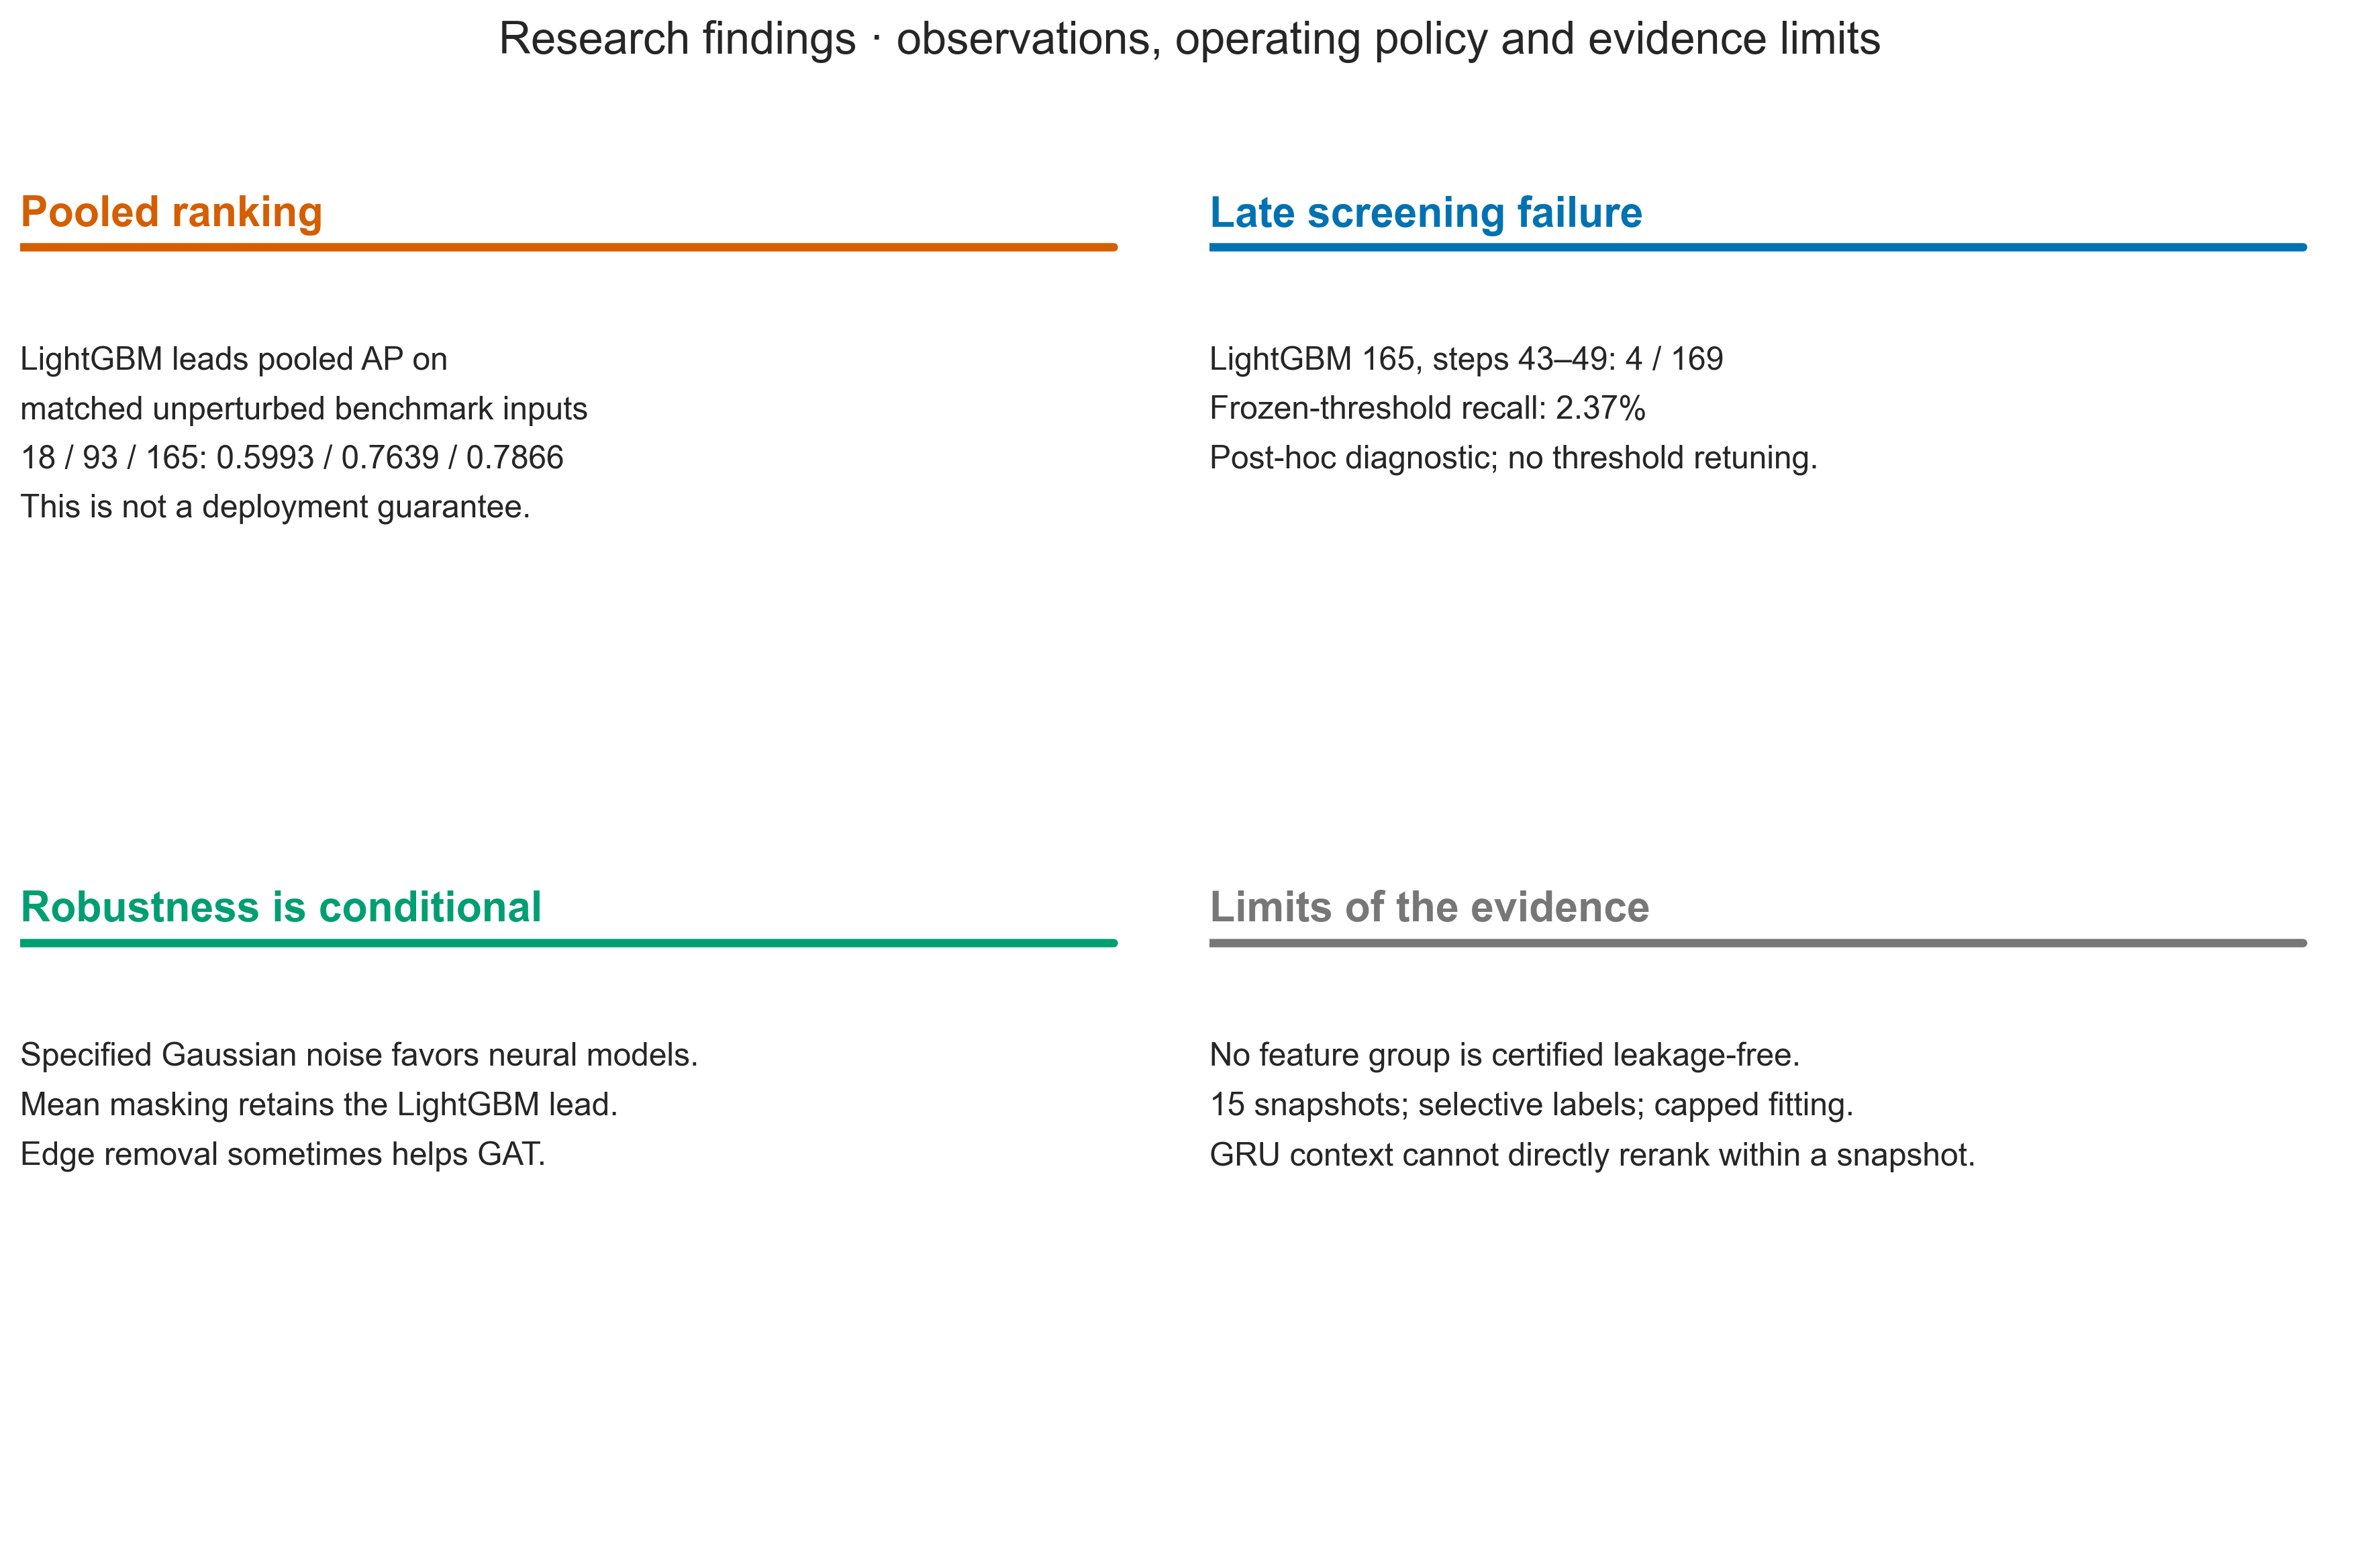 Research findings · observations, operating policy and evidence limits
Pooled ranking
LightGBM leads pooled AP on
matched unperturbed benchmark inputs
18 / 93 / 165: 0.5993 / 0.7639 / 0.7866
This is not a deployment guarantee.
Late screening failure
LightGBM 165, steps 43–49: 4 / 169
Frozen-threshold recall: 2.37%
Post-hoc diagnostic; no threshold retuning.
Robustness is conditional
Specified Gaussian noise favors neural models.
Mean masking retains the LightGBM lead.
Edge removal sometimes helps GAT.
Limits of the evidence
No feature group is certified leakage-free.
15 snapshots; selective labels; capped fitting.
GRU context cannot directly rerank within a snapshot.